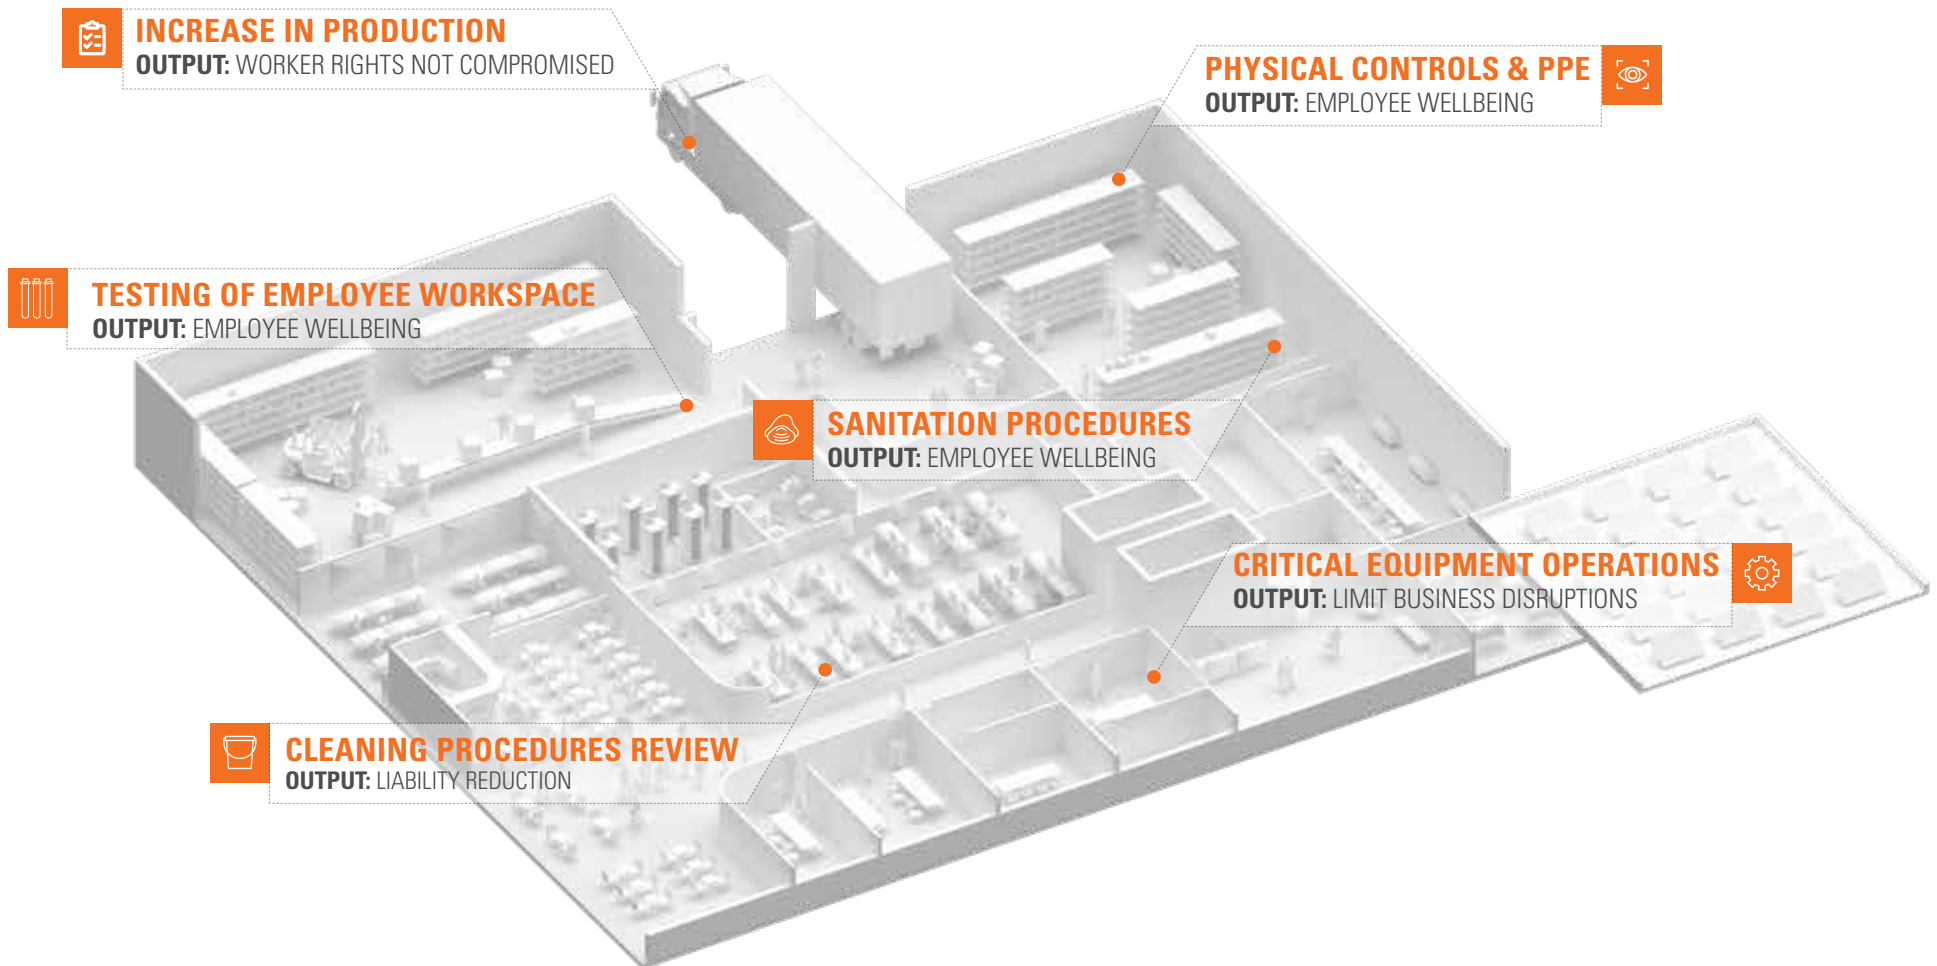 INCREASE IN PRODUCTION
OUTPUT: WORKER RIGHTS NOT COMPROMISED
PHYSICAL CONTROLS & PPE
OUTPUT: EMPLOYEE WELLBEING
TESTING OF EMPLOYEE WORKSPACE
OUTPUT: EMPLOYEE WELLBEING
SANITATION PROCEDURES
OUTPUT: EMPLOYEE WELLBEING
CRITICAL EQUIPMENT OPERATIONS
OUTPUT: LIMIT BUSINESS DISRUPTIONS
CLEANING PROCEDURES REVIEW
OUTPUT: LIABILITY REDUCTION